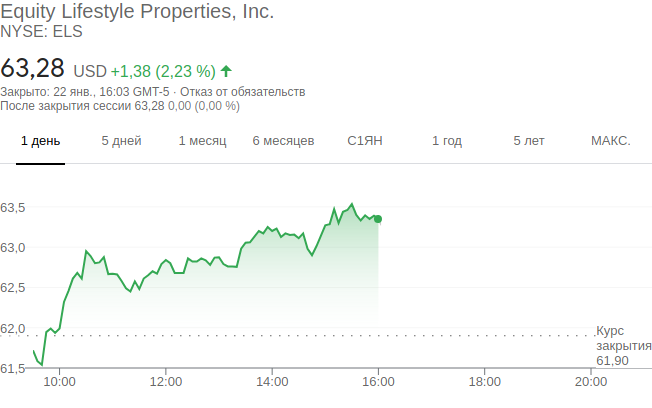 Equity Lifestyle Properties, Inc.
NYSE: ELS
63,28 USD +1,38 (2,23 %)
Закрыто: 22 янв., 16:03 GMT-5 · Отказ от обязательств
После закрытия сессии 63,28 0,00 (0,00 %)
1 день 5 дней 1 месяц 6 месяцев С1ЯН 1 год 5 лет МАКС.
63,5
63,0
62,5
62,0
Курс
закрытия
61,90
61,5
10:00 12:00 14:00 16:00 18:00 20:00